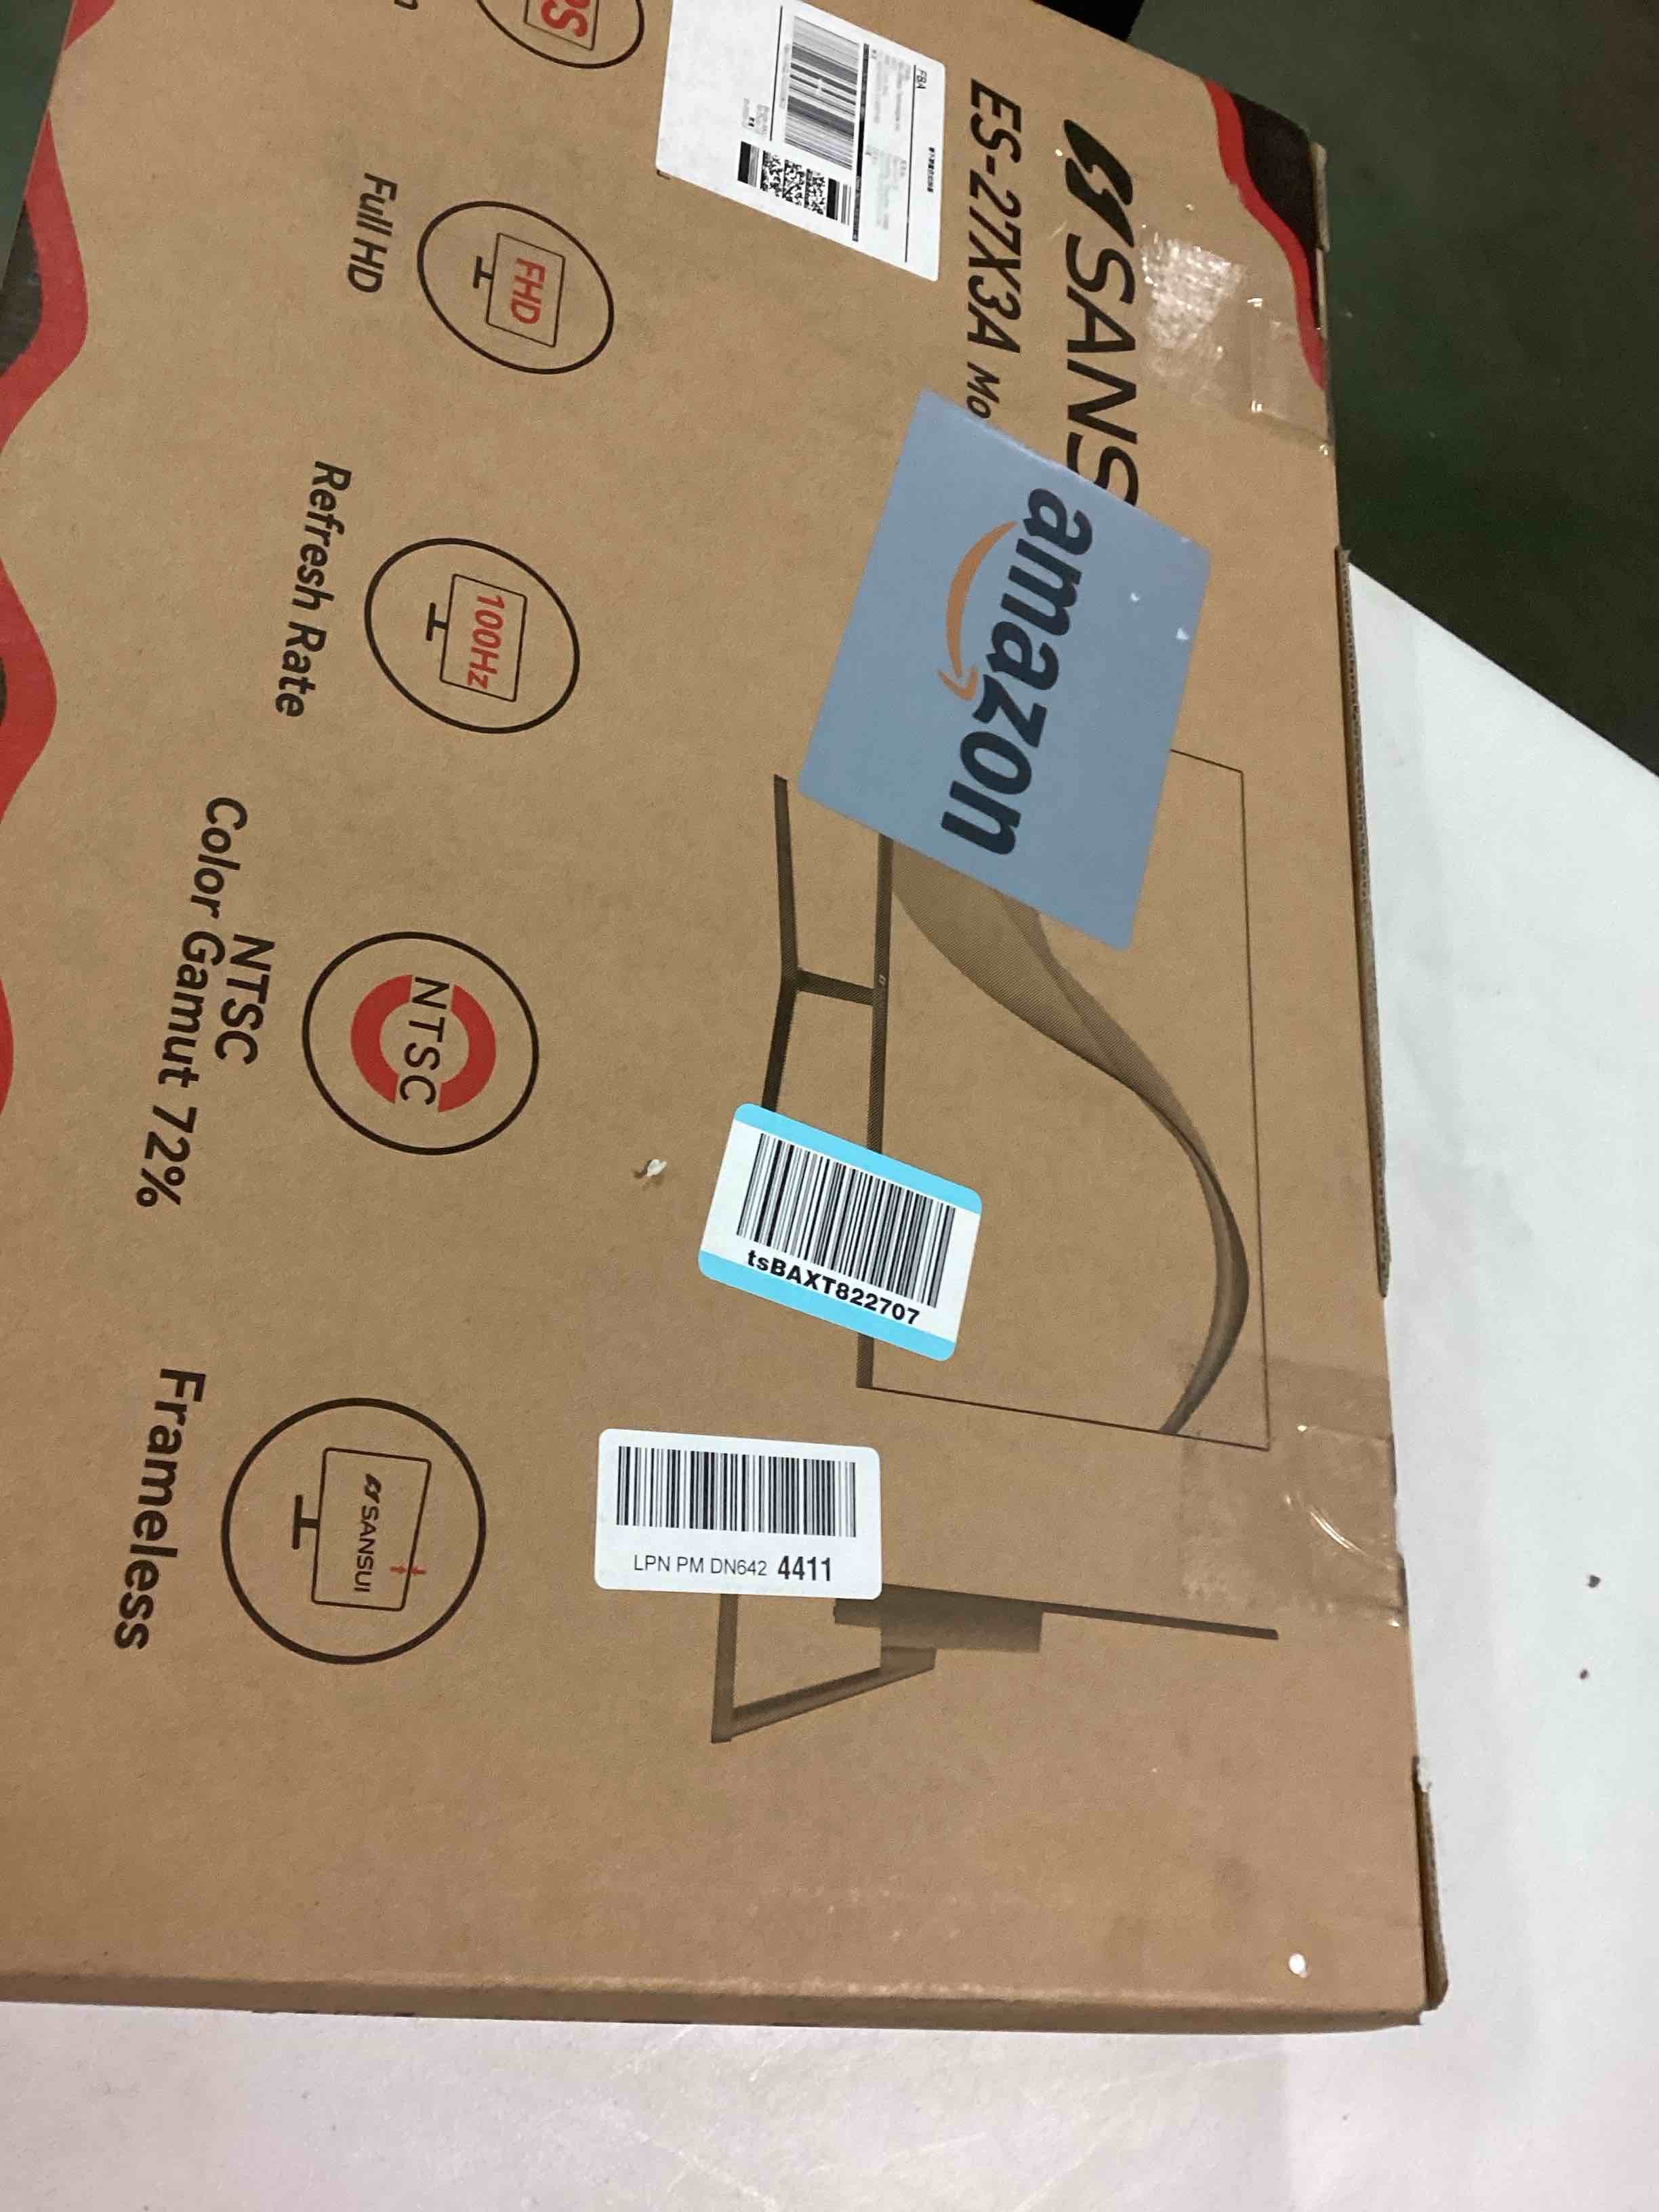 SANS
ES-27X3A Mo
FBA
amazon
PS
FHD
Full HD
100Hz
Refresh Rate
NTSC
NTSC
Color Gamut 72%
SANSUI
Frameless
tsBAXT822707
LPN PM DN642 4411